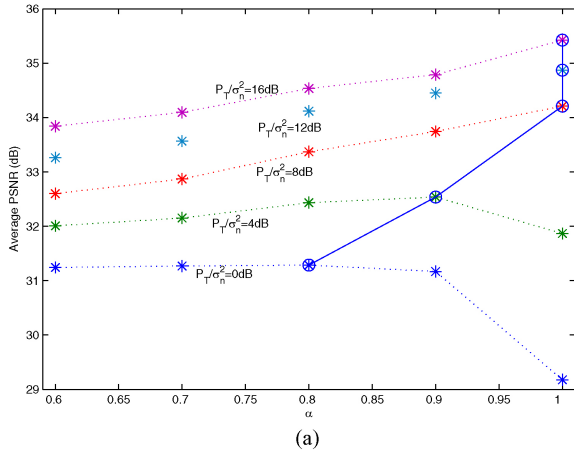 36
35
34
33
32
31
30
29
Average PSNR (dB)
P_T/σ_n^2=16dB
P_T/σ_n^2=12dB
P_T/σ_n^2=8dB
P_T/σ_n^2=4dB
P_T/σ_n^2=0dB
0.6 0.65 0.7 0.75 0.8 0.85 0.9 0.95 1
α
(a)